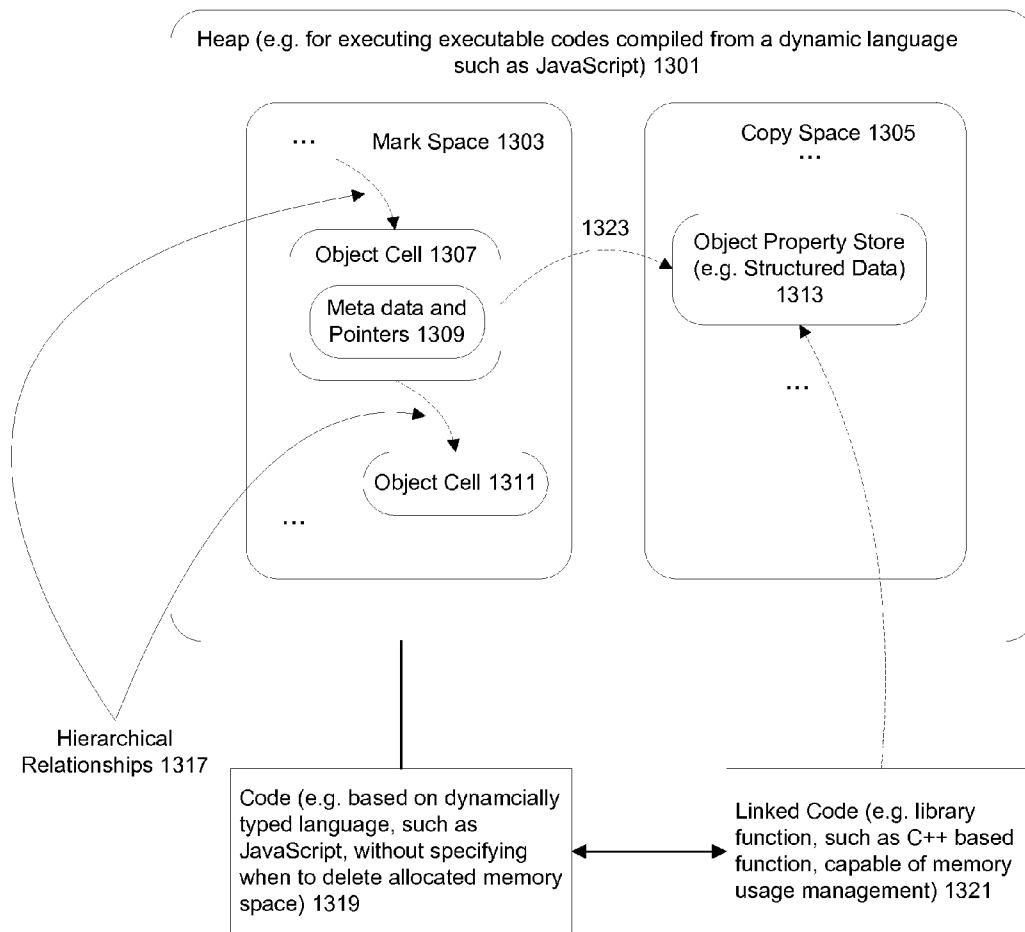 Heap (e.g. for executing executable codes compiled from a dynamic language
such as JavaScript) 1301
... Mark Space 1303
Copy Space 1305
...
1323
Object Cell 1307
Meta data and
Pointers 1309
Object Property Store
(e.g. Structured Data)
1313
...
Object Cell 1311
...
Hierarchical
Relationships 1317
Code (e.g. based on dynamcially
typed language, such as
JavaScript, without specifying
when to delete allocated memory
space) 1319
Linked Code (e.g. library
function, such as C++ based
function, capable of memory
usage management) 1321